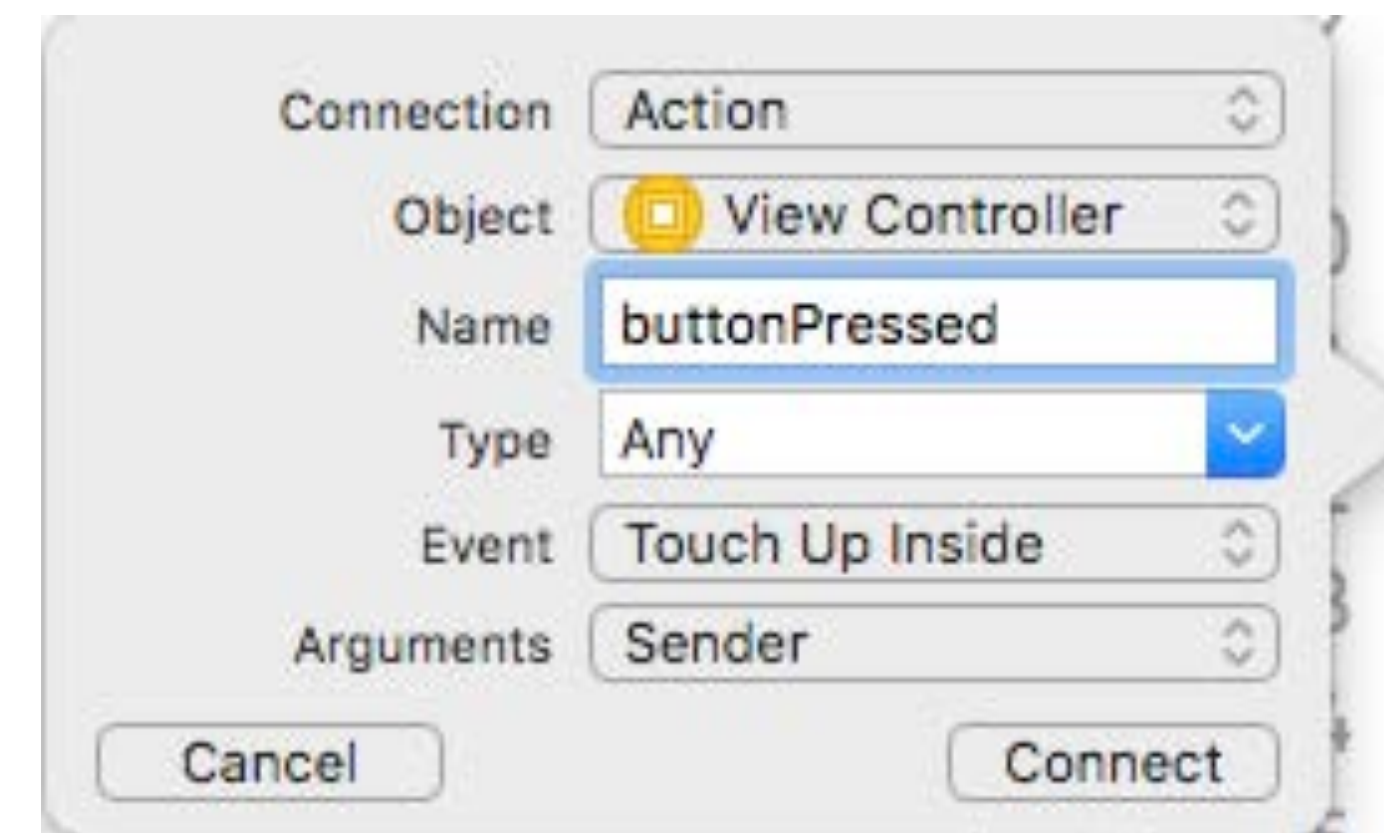 Connection Action
Object View Controller
Name buttonPressed
Type Any
Event Touch Up Inside
Arguments Sender
Cancel Connect